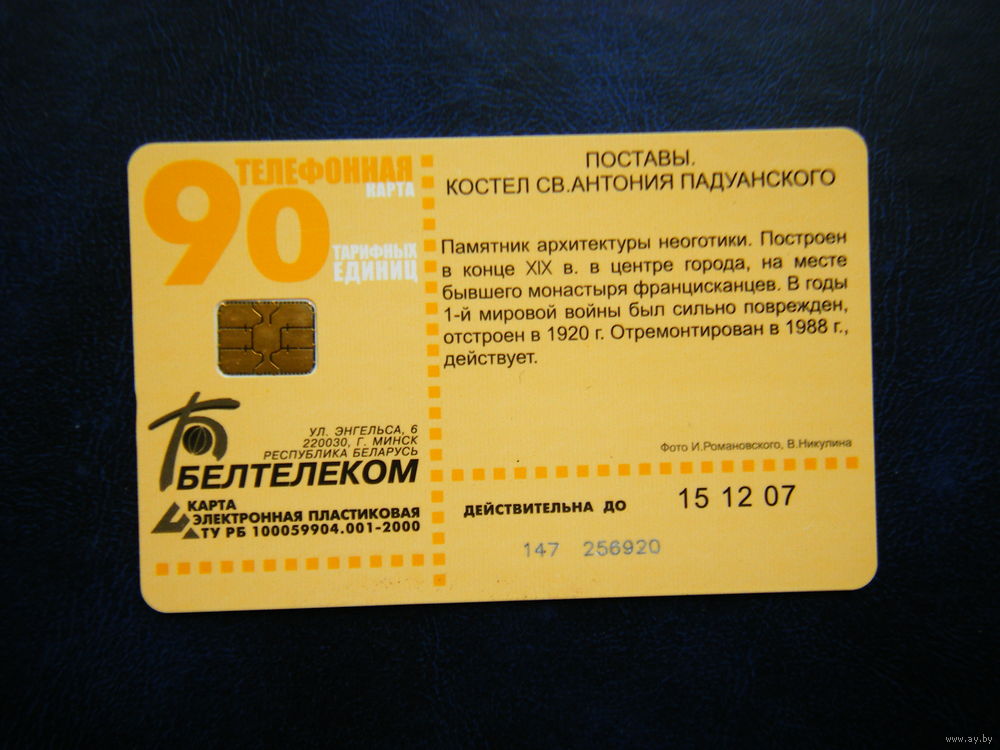 90
ТЕЛЕФОННАЯ
КАРТА
ТАРИФНЫХ
ЕДИНИЦ
УЛ. ЭНГЕЛЬСА, 6
220030, Г. МИНСК
РЕСПУБЛИКА БЕЛАРУСЬ
БЕЛТЕЛЕКОМ
КАРТА
ЭЛЕКТРОННАЯ ПЛАСТИКОВАЯ
ТУ РБ 100059904.001-2000
ПОСТАВЫ.
КОСТЕЛ СВ.АНТОНИЯ ПАДУАНСКОГО
Памятник архитектуры неоготики. Построен
в конце XIX в. в центре города, на месте
бывшего монастыря францисканцев. В годы
1-й мировой войны был сильно поврежден,
отстроен в 1920 г. Отремонтирован в 1988 г.,
действует.
Фото И.Романовского, В.Никулина
ДЕЙСТВИТЕЛЬНА ДО 15 12 07
147 256920
www.ay.by